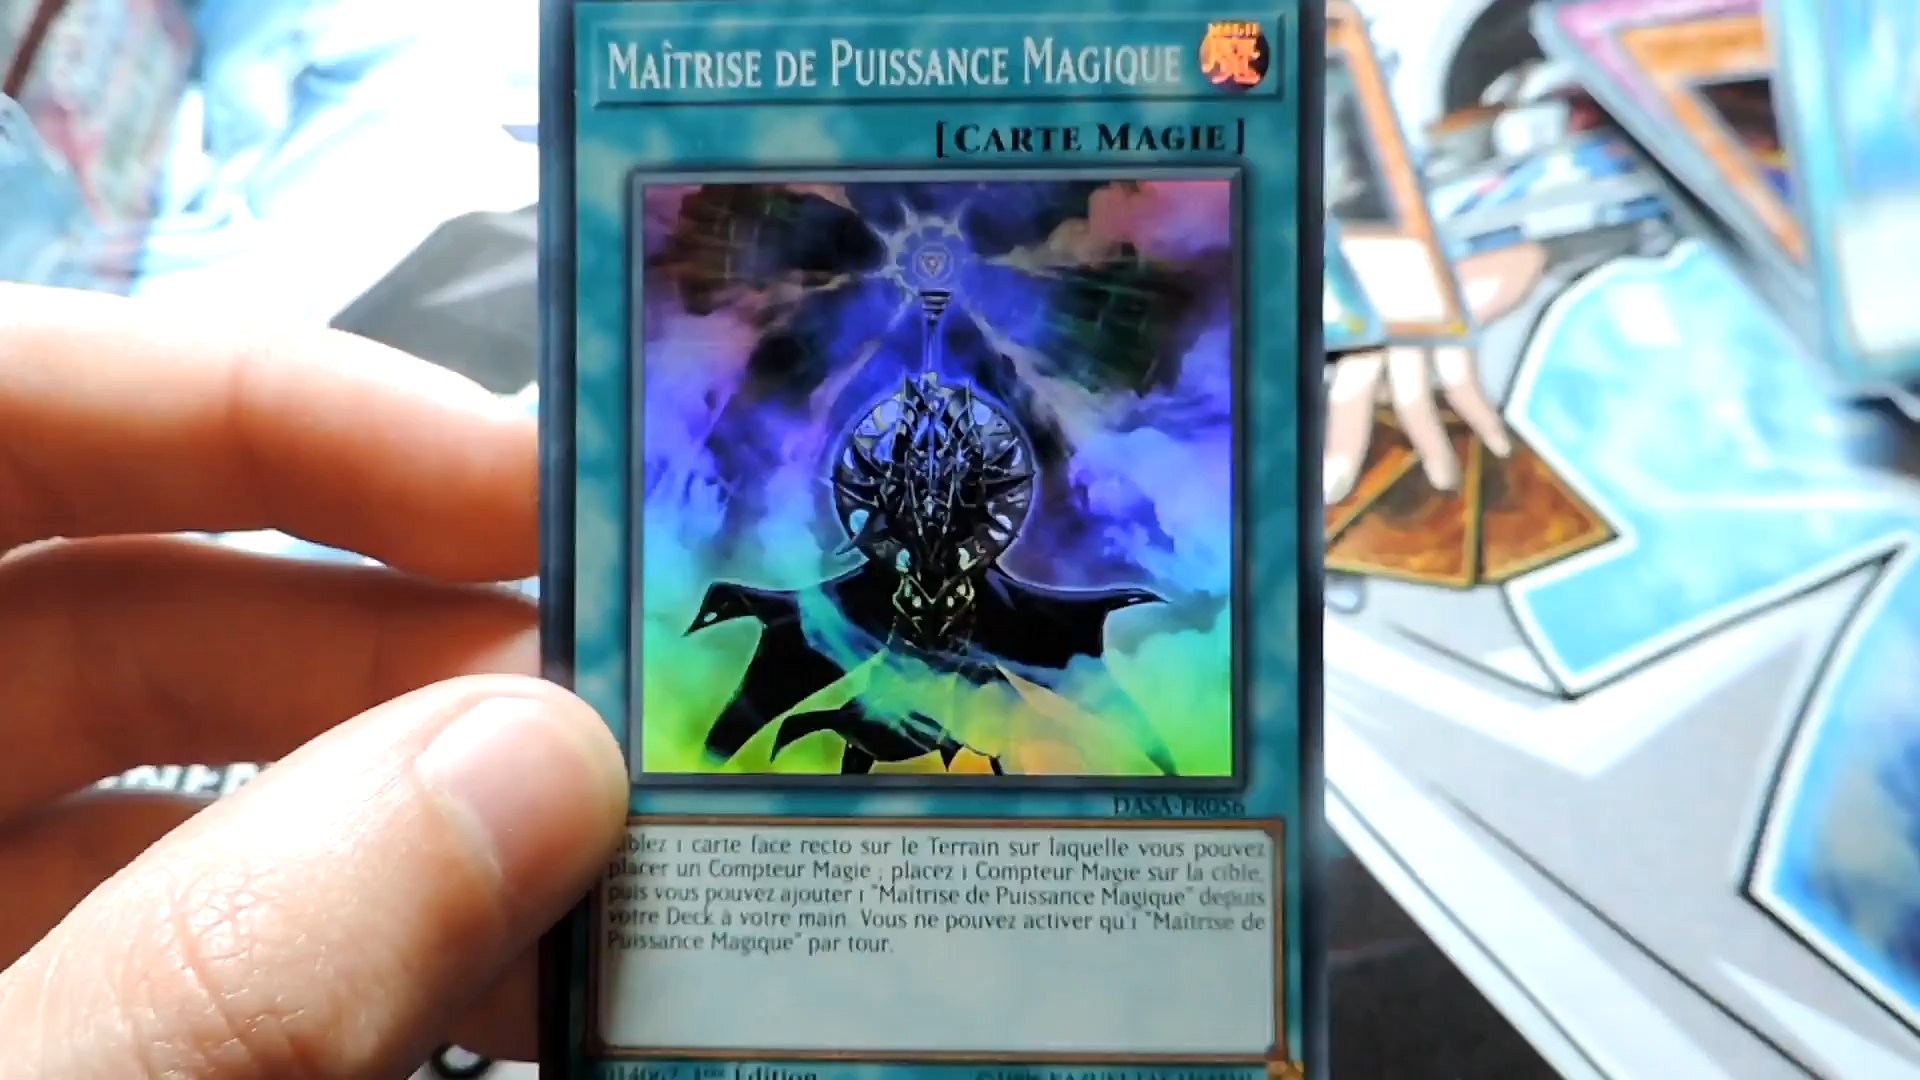 MAÎTRISE DE PUISSANCE MAGIQUE
MAGIE
[CARTE MAGIE]
DASA-FR056
blez 1 carte face recto sur le Terrain sur laquelle vous pouvez
placer un Compteur Magie ; placez 1 Compteur Magie sur la cible,
puis vous pouvez ajouter 1 "Maîtrise de Puissance Magique" depuis
votre Deck à votre main. Vous ne pouvez activer qu'1 "Maîtrise de
Puissance Magique" par tour.
1ère Edition